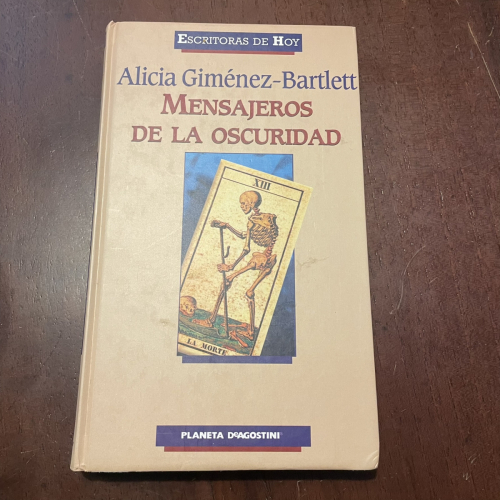 ESCRITORAS DE HOY
Alicia Giménez-Bartlett
MENSAJEROS
DE LA OSCURIDAD
XIII
LA MORTE
PLANETA DEAGOSTINI